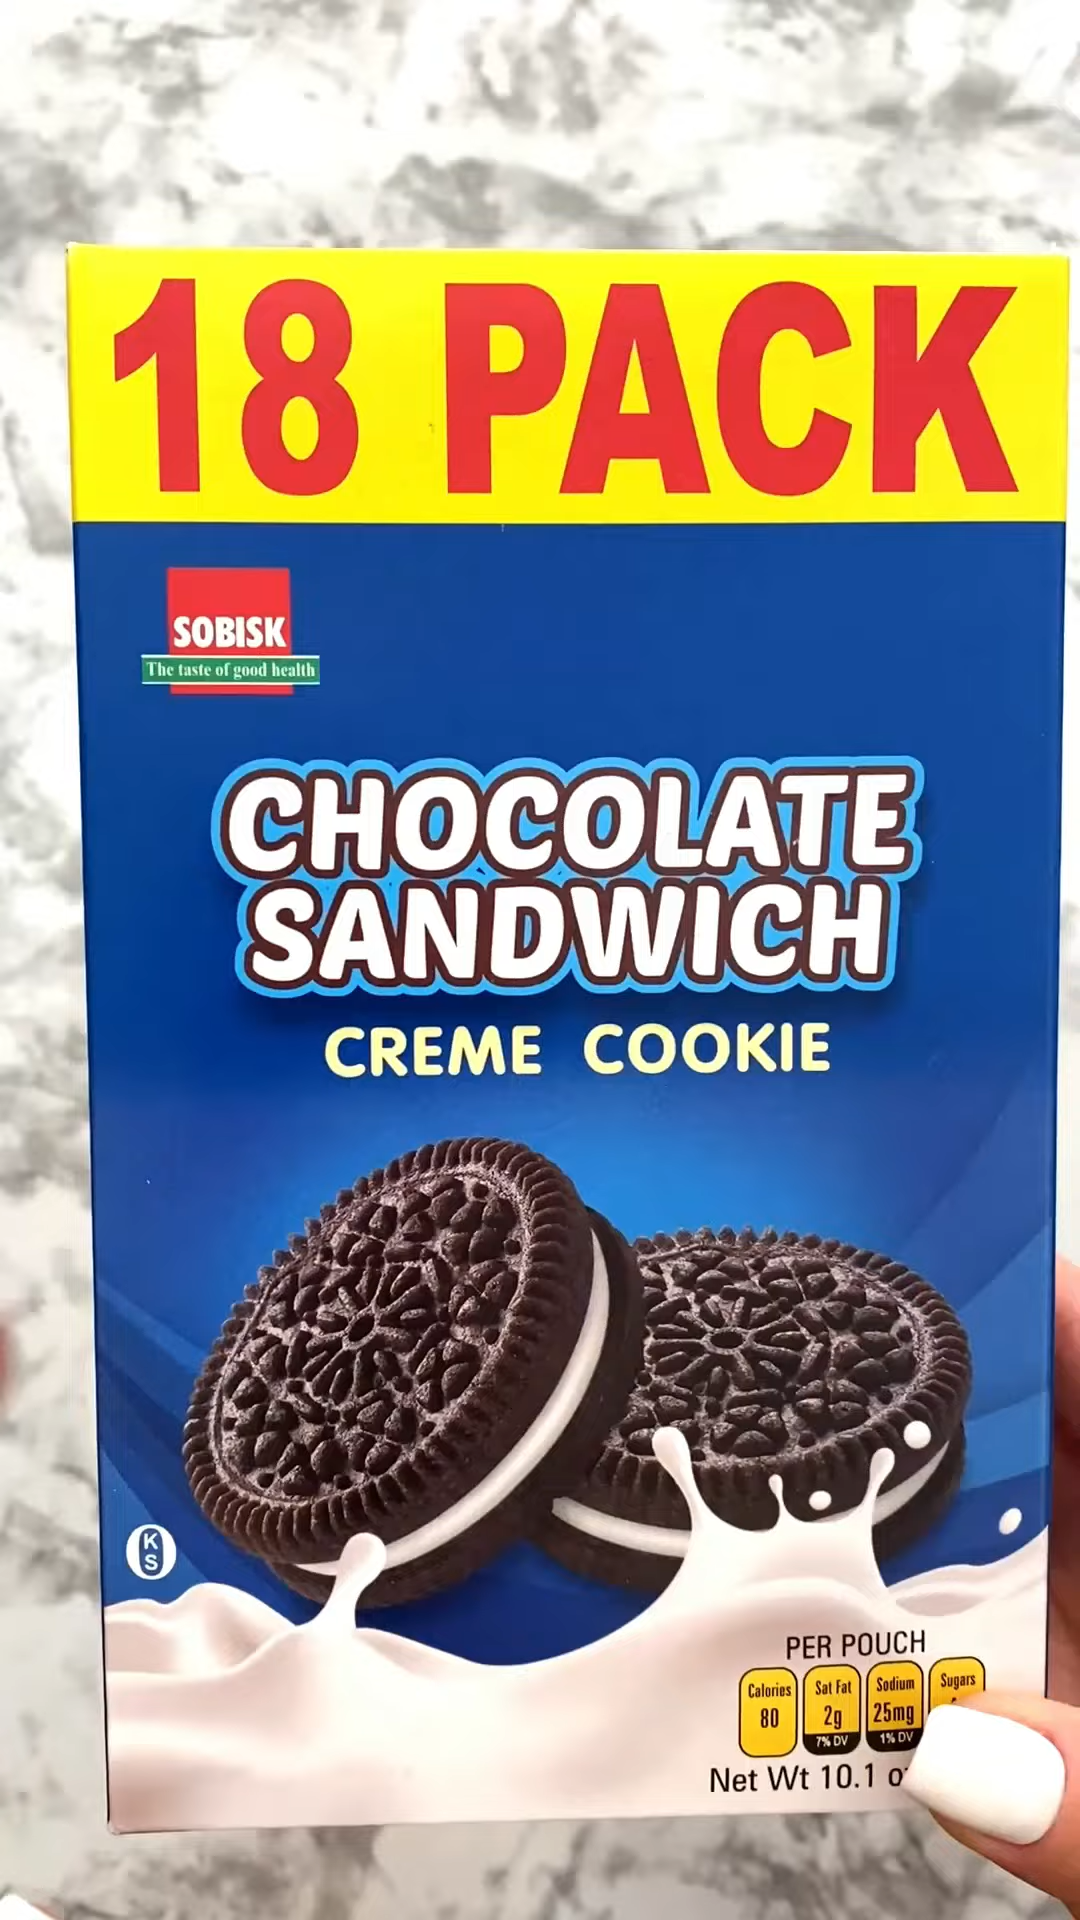 18 PACK
SOBISK
The taste of good health
CHOCOLATE
SANDWICH
CREME COOKIE
K
S
PER POUCH
Calories Sat Fat Sodium Sugars
80 2g 25mg
7% DV 1% DV
Net Wt 10.1